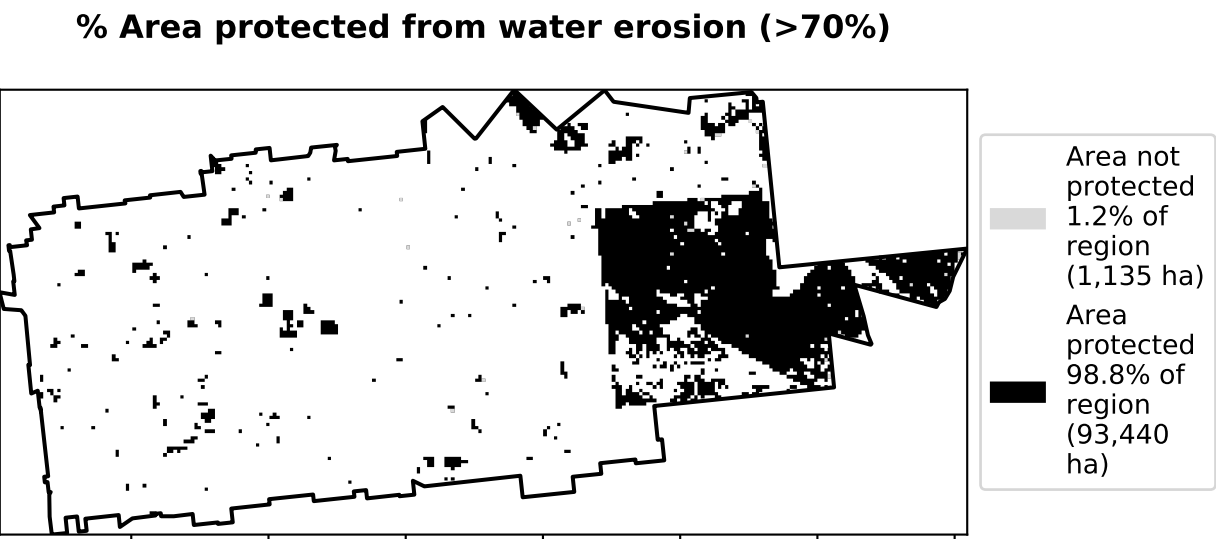 % Area protected from water erosion (>70%)
Area not
protected
1.2% of
region
(1,135 ha)
Area
protected
98.8% of
region
(93,440
ha)